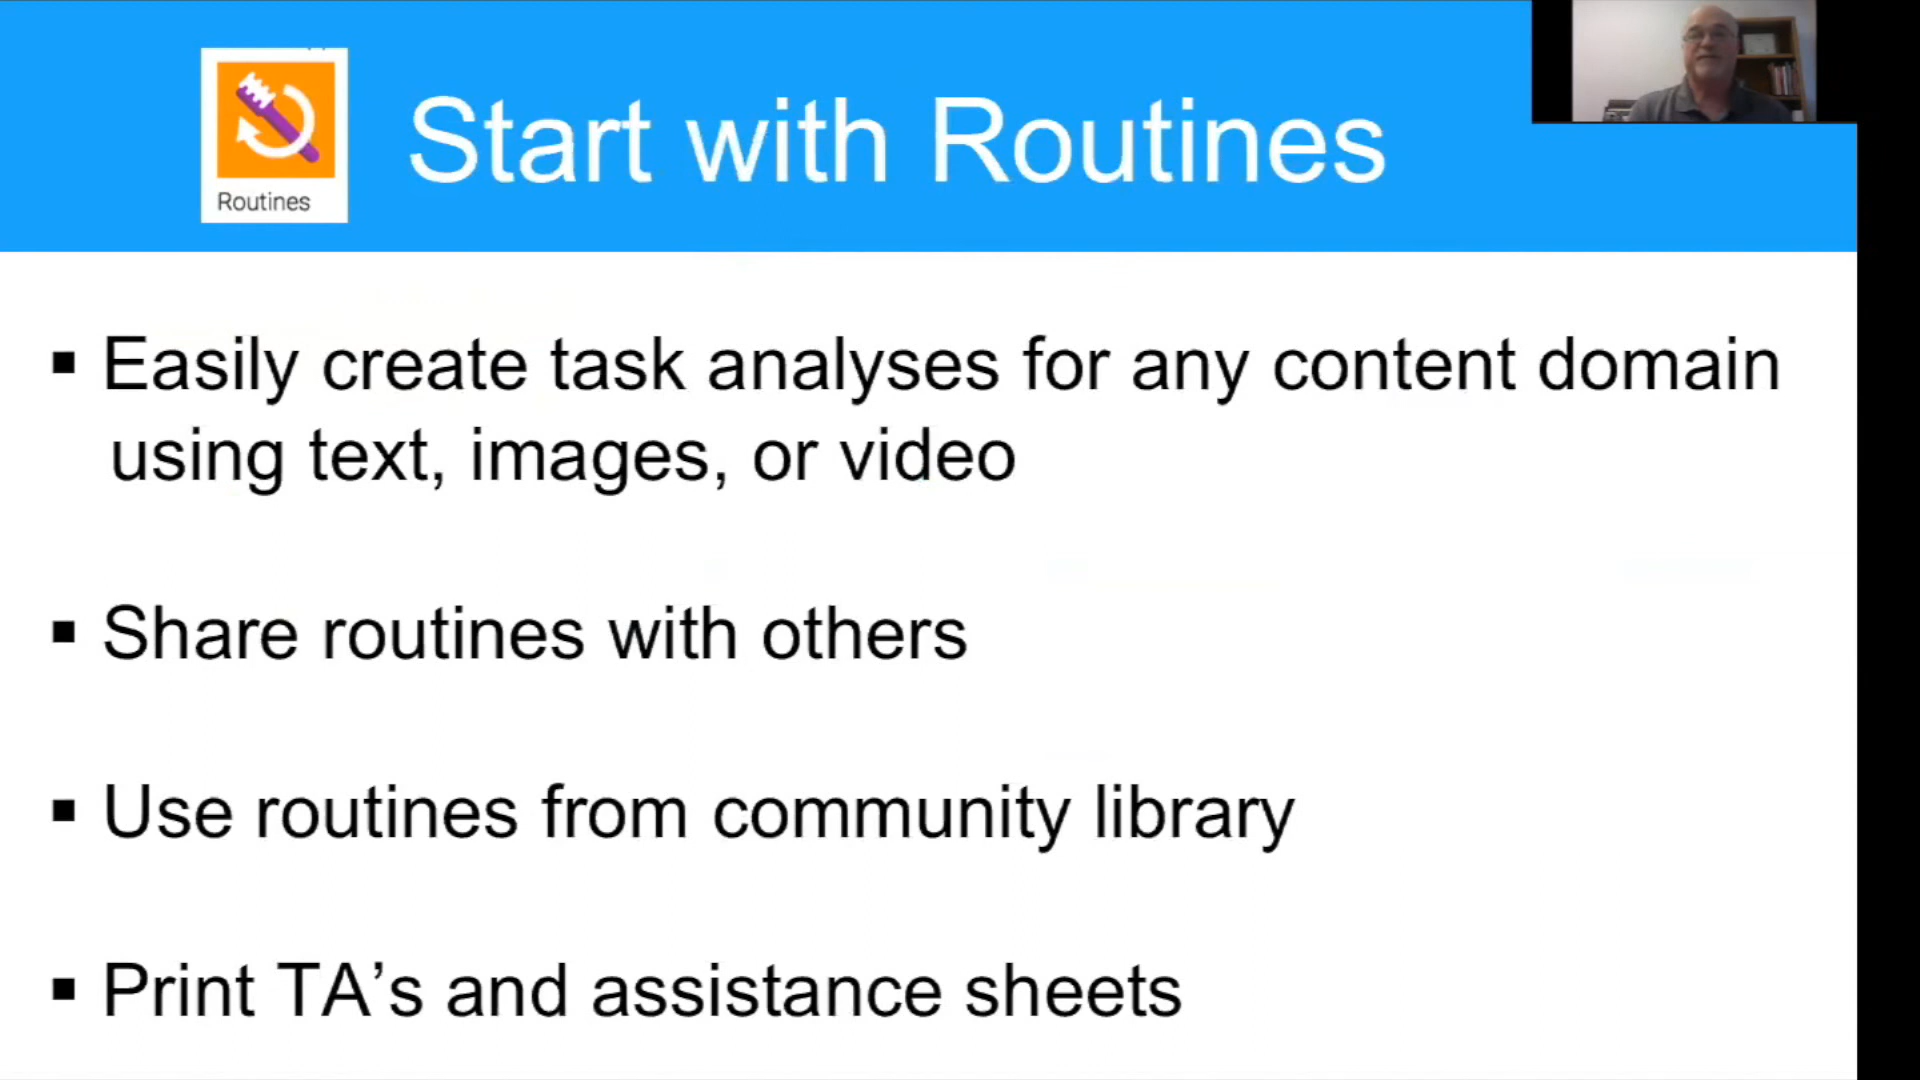 Routines
Start with Routines
▪ Easily create task analyses for any content domain
using text, images, or video
▪ Share routines with others
▪ Use routines from community library
▪ Print TA’s and assistance sheets